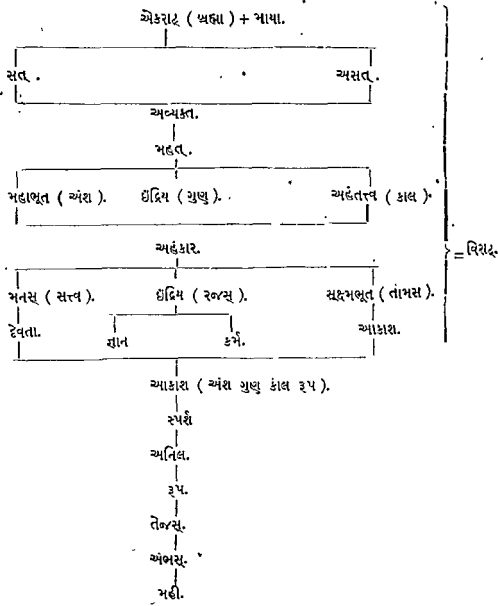 એકરાટ્ ( બ્રહ્મા ) + માયા.
સત્ . અસત્ .
અવ્યક્ત.
મહત્.
મહાભૂત ( અંશ ). ઇંદ્રિય ( ગુણ ). અહંતત્ત્વ ( કાલ ).
અહંકાર.
= વિરાટ્.
મનસ્ ( સત્ત્વ ). ઇંદ્રિય ( રજસ્ ). સૂક્ષ્મભૂત ( તામસ ).
દેવતા. જ્ઞાન કર્મ. આકાશ.
આકાશ ( અંશ ગુણ કાલ રૂપ ).
સ્પર્શ
અનિલ.
રૂપ.
તેજસ્.
અંભસ્.
મહી.